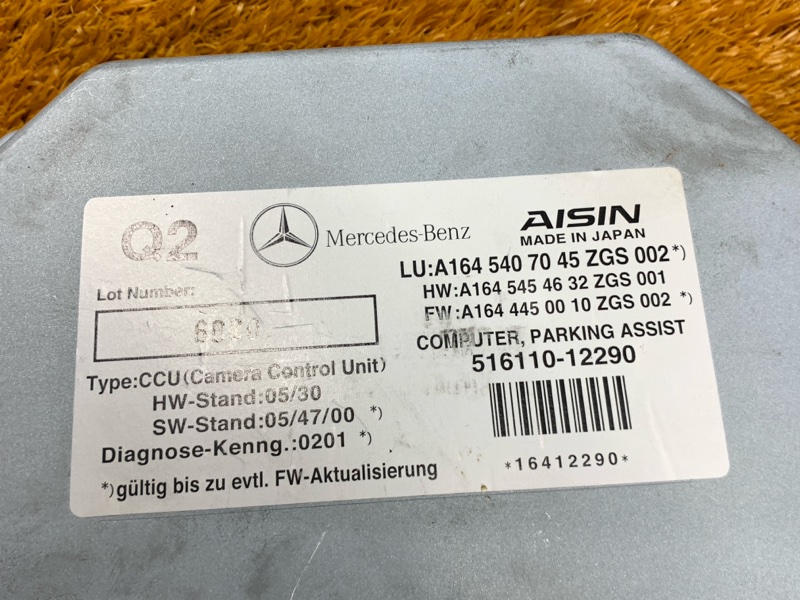 Q2
Mercedes-Benz
AISIN
MADE IN JAPAN
LU:A164 540 70 45 ZGS 002*)
HW:A164 545 46 32 ZGS 001
FW:A164 445 00 10 ZGS 002 *)
COMPUTER, PARKING ASSIST
516110-12290
*16412290*
Lot Number:
Type:CCU(Camera Control Unit)
HW-Stand:05/30
SW-Stand:05/47/00 *)
Diagnose-Kenng.:0201 *)
*)gültig bis zu evtl. FW-Aktualisierung